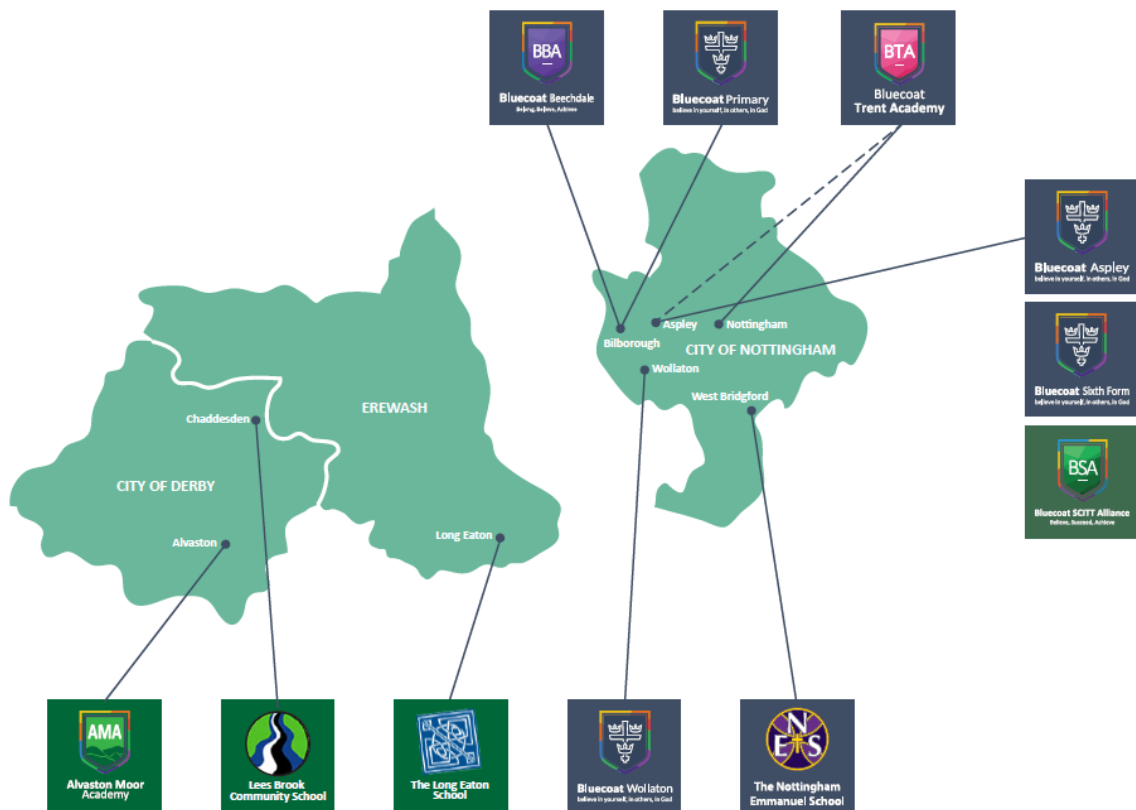 BBA
Bluecoat Beechdale
Belong, Believe, Achieve
Bluecoat Primary
believe in yourself, in others, in God
BTA
Bluecoat
Trent Academy
Bluecoat Aspley
believe in yourself, in others, in God
Aspley
Nottingham
Bilborough
CITY OF NOTTINGHAM
Wollaton
West Bridgford
Bluecoat Sixth Form
believe in yourself, in others, in God
EREWASH
Chaddesden
CITY OF DERBY
BSA
Bluecoat SCITT Alliance
Believe, Succeed, Achieve
Long Eaton
Alvaston
AMA
Alvaston Moor
Academy
Lees Brook
Community School
The Long Eaton
School
Bluecoat Wollaton
believe in yourself, in others, in God
N
E S
The Nottingham
Emmanuel School